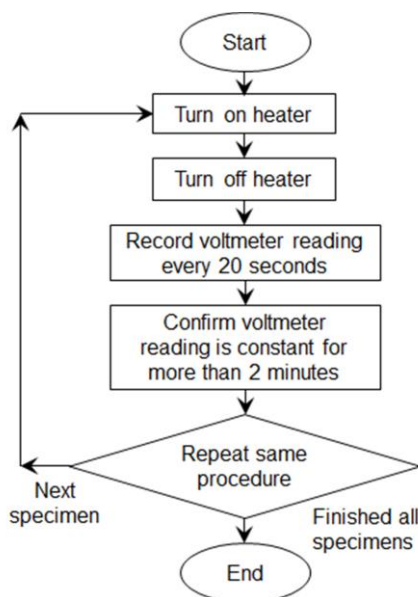 Start
Turn on heater
Turn off heater
Record voltmeter reading
every 20 seconds
Confirm voltmeter
reading is constant for
more than 2 minutes
Repeat same
procedure
Next
specimen
Finished all
specimens
End